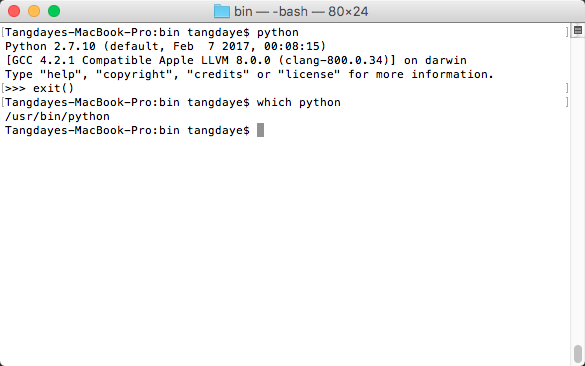 bin — -bash — 80×24
[Tangdayes-MacBook-Pro:bin tangdaye$ python ]
Python 2.7.10 (default, Feb  7 2017, 00:08:15)
[GCC 4.2.1 Compatible Apple LLVM 8.0.0 (clang-800.0.34)] on darwin
Type "help", "copyright", "credits" or "license" for more information.
[>>> exit() ]
[Tangdayes-MacBook-Pro:bin tangdaye$ which python ]
/usr/bin/python
Tangdayes-MacBook-Pro:bin tangdaye$